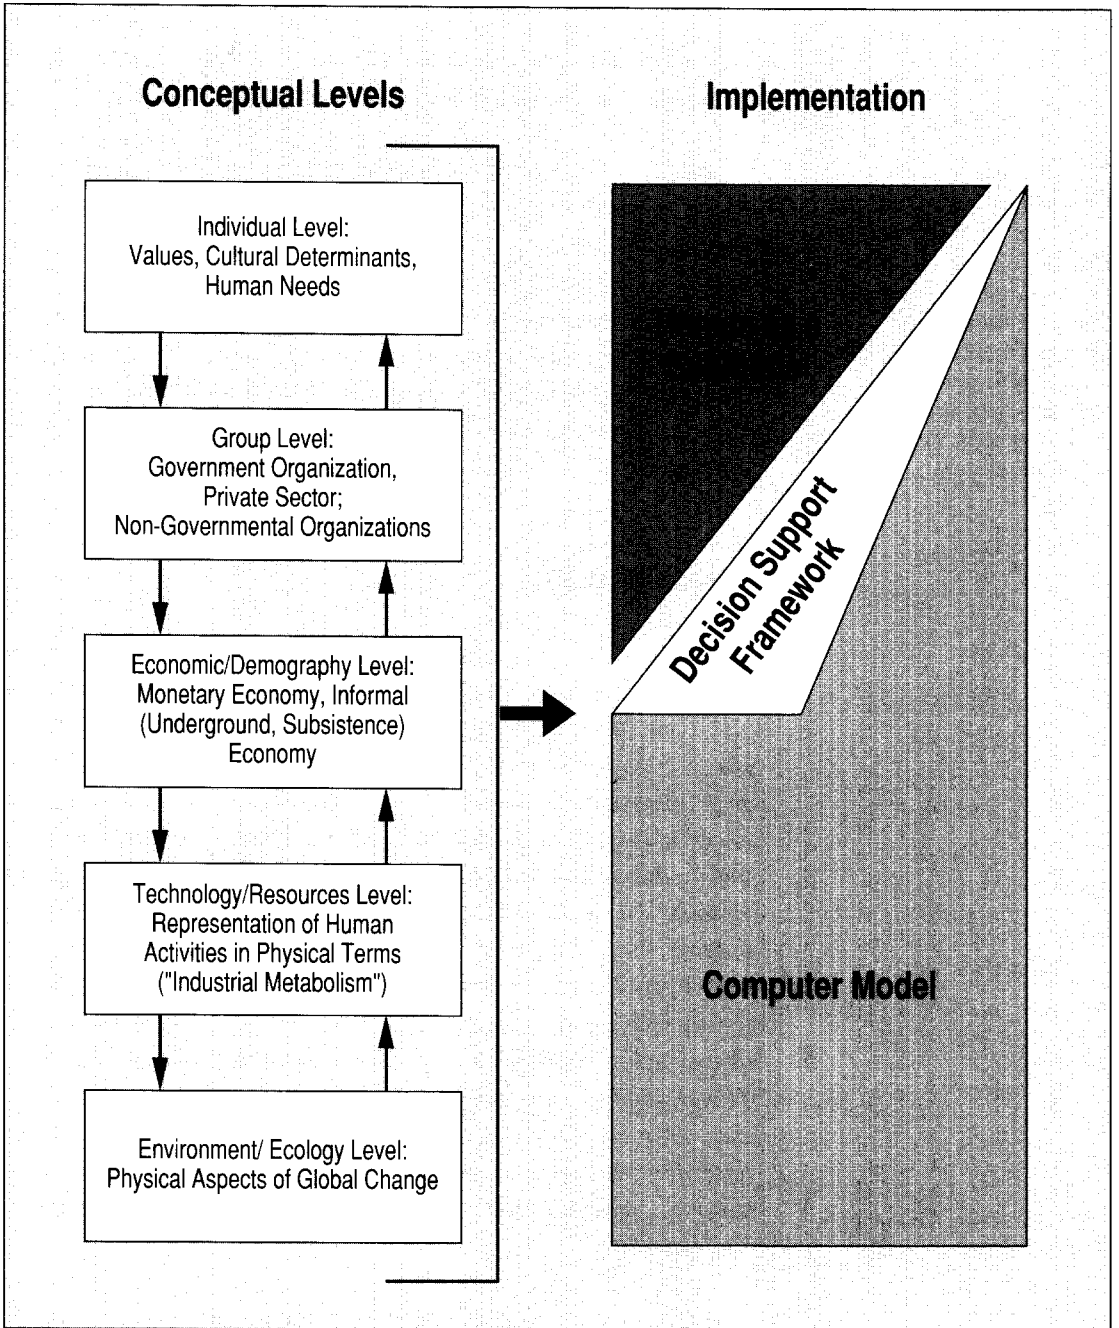 Conceptual Levels
Implementation
Individual Level:
Values, Cultural Determinants,
Human Needs
Group Level:
Government Organization,
Private Sector;
Non-Governmental Organizations
Economic/Demography Level:
Monetary Economy, Informal
(Underground, Subsistence)
Economy
Technology/Resources Level:
Representation of Human
Activities in Physical Terms
("Industrial Metabolism")
Environment/ Ecology Level:
Physical Aspects of Global Change
Decision Support
Framework
Computer Model